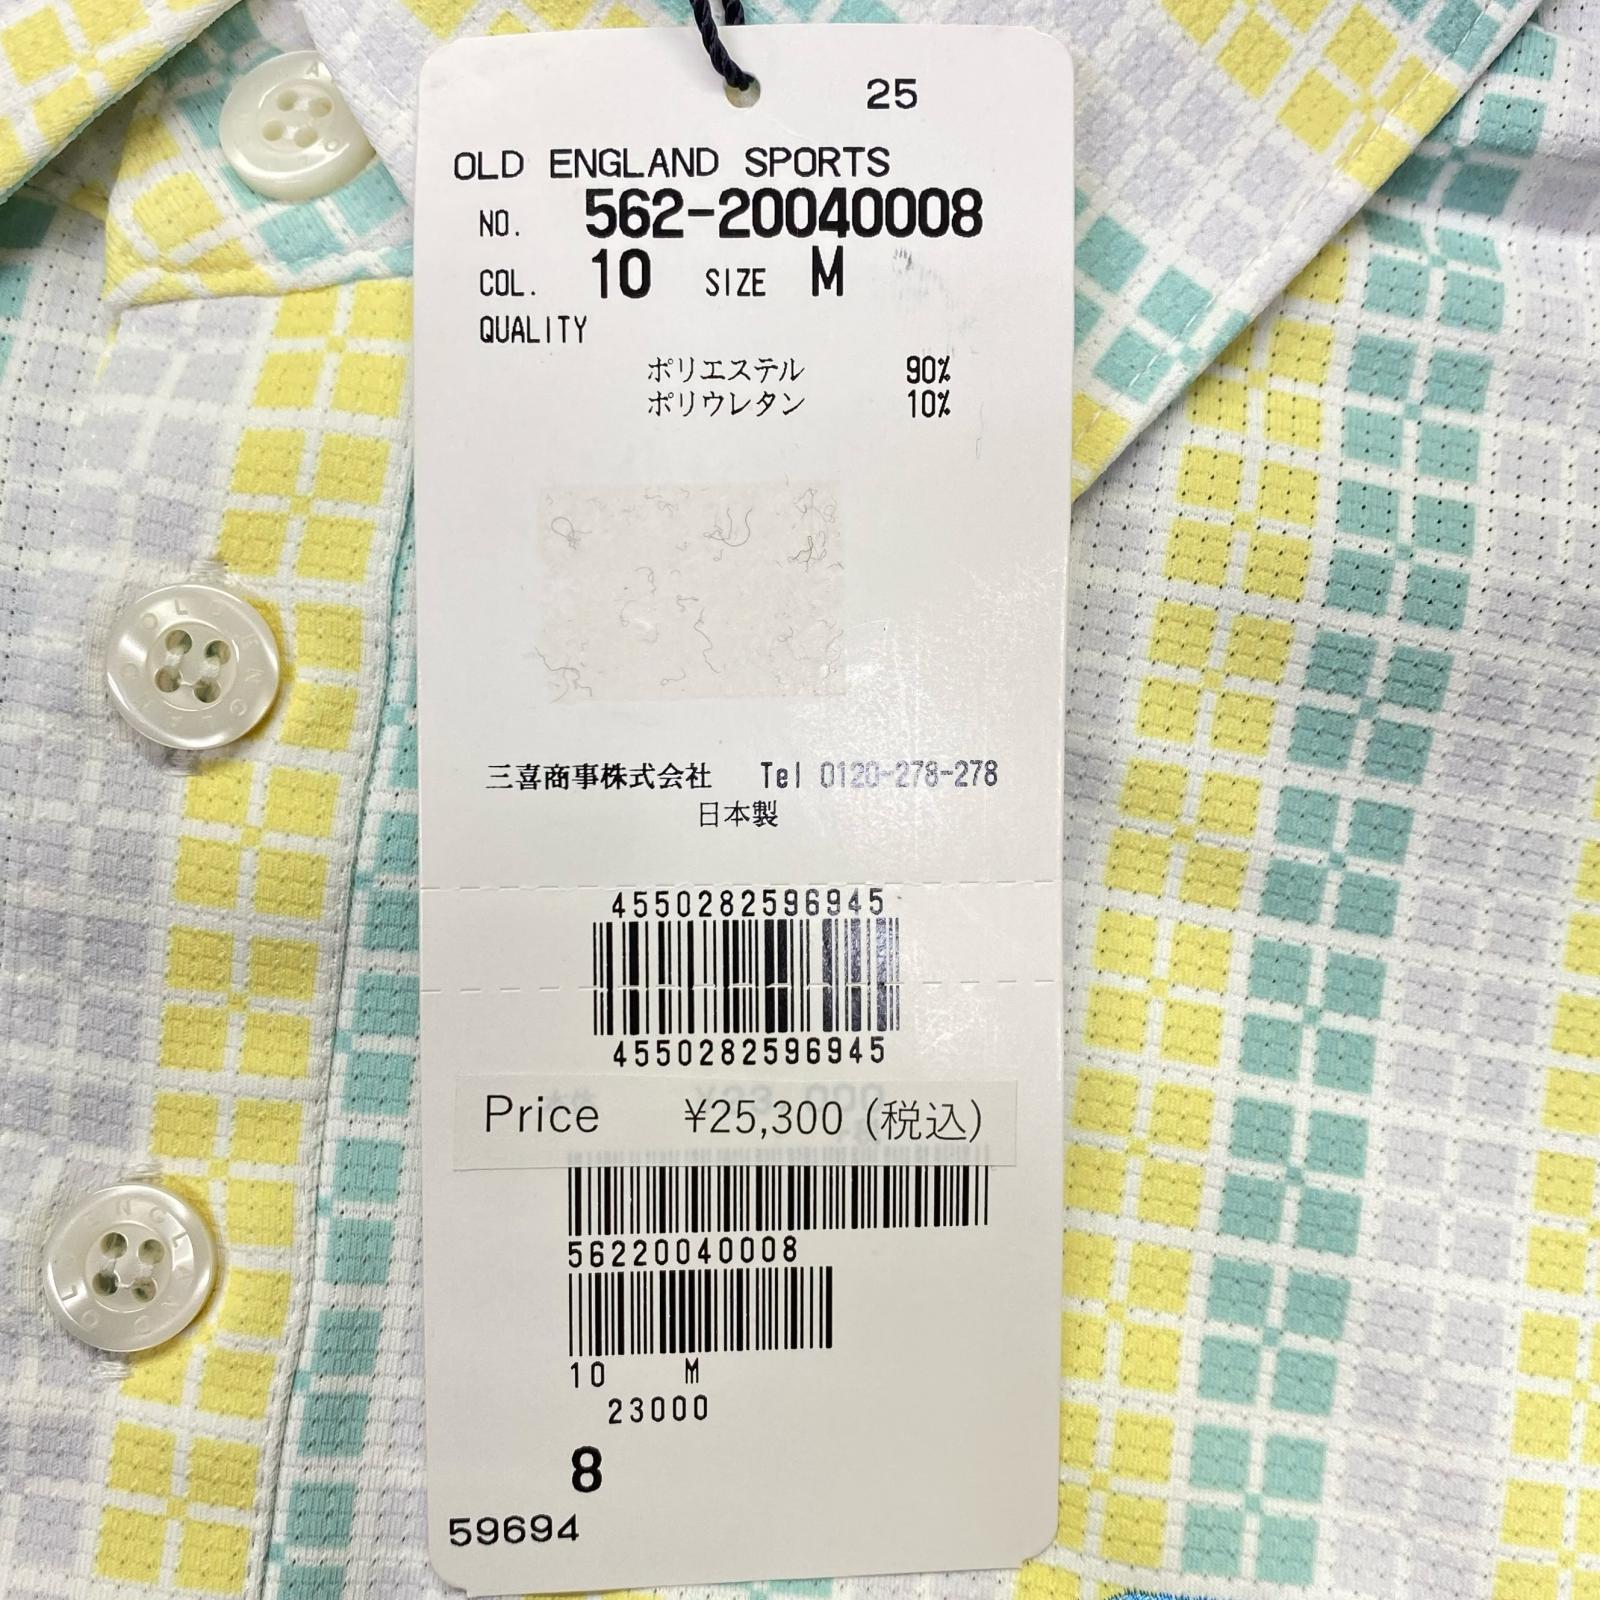 25
OLD ENGLAND SPORTS
NO. 562-20040008
COL. 10 SIZE M
QUALITY
ポリエステル 90%
ポリウレタン 10%
三喜商事株式会社 Tel 0120-278-278
日本製
4550282596945
4550282596945
Price ¥25,300 (税込)
56220040008
10 M
23000
8
59694